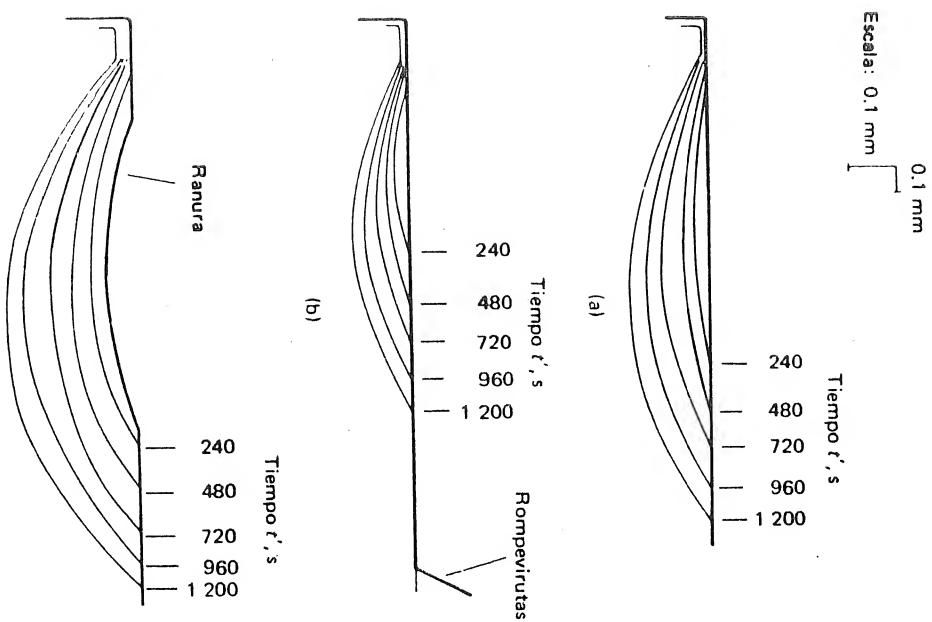 Escala: 0.1 mm
0.1 mm
Tiempo t', s
240
480
720
960
1 200
(a)
Tiempo t', s
240
480
720
960
1 200
Rompevirutas
(b)
Ranura
Tiempo t', s
240
480
720
960
1 200